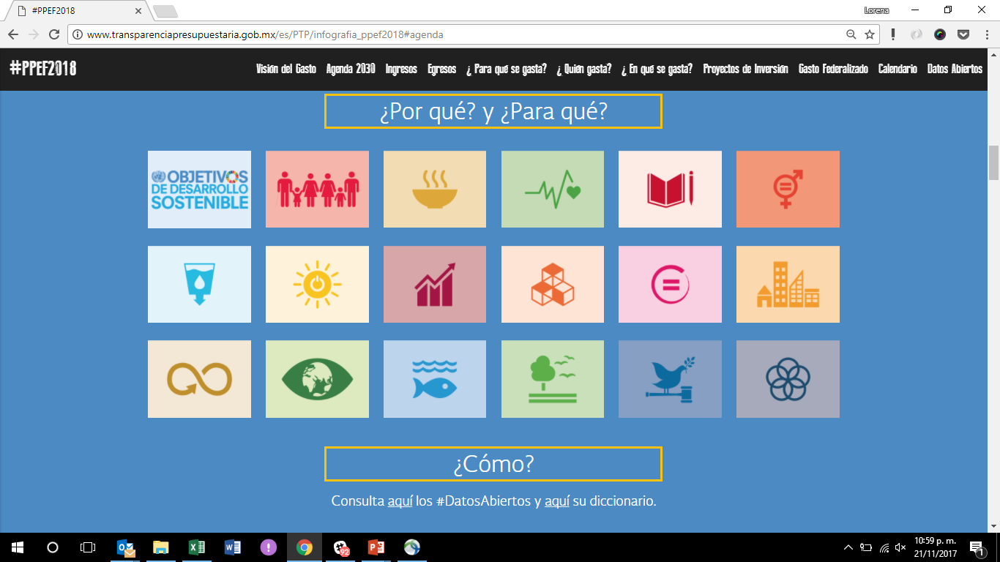 #PPEF2018
Lorena
www.transparenciapresupuestaria.gob.mx/es/PTP/infografia_ppef2018#agenda
#PPEF2018
Visión del Gasto Agenda 2030 Ingresos Egresos ¿ Para qué se gasta? ¿ Quién gasta? ¿ En qué se gasta? Proyectos de Inversión Gasto Federalizado Calendario Datos Abiertos
¿Por qué? y ¿Para qué?
OBJETIVOS
DE DESARROLLO
SOSTENIBLE
¿Cómo?
Consulta aquí los #DatosAbiertos y aquí su diccionario.
92
10:59 p. m.
21/11/2017
1